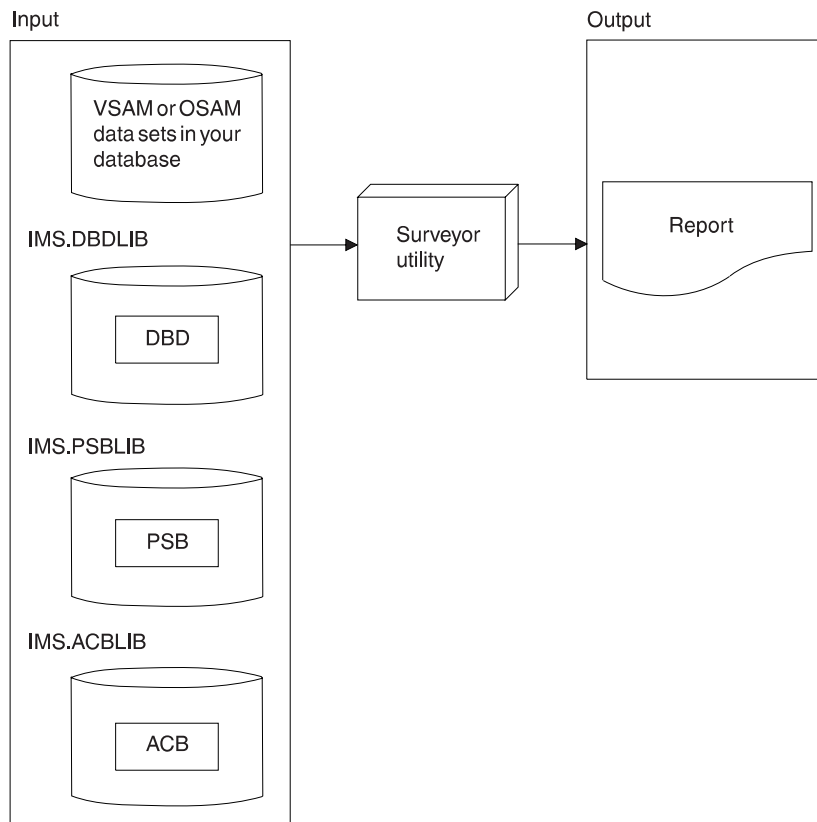 Input
Output
VSAM or OSAM
data sets in your
database
IMS.DBDLIB
DBD
Surveyor
utility
Report
IMS.PSBLIB
PSB
IMS.ACBLIB
ACB